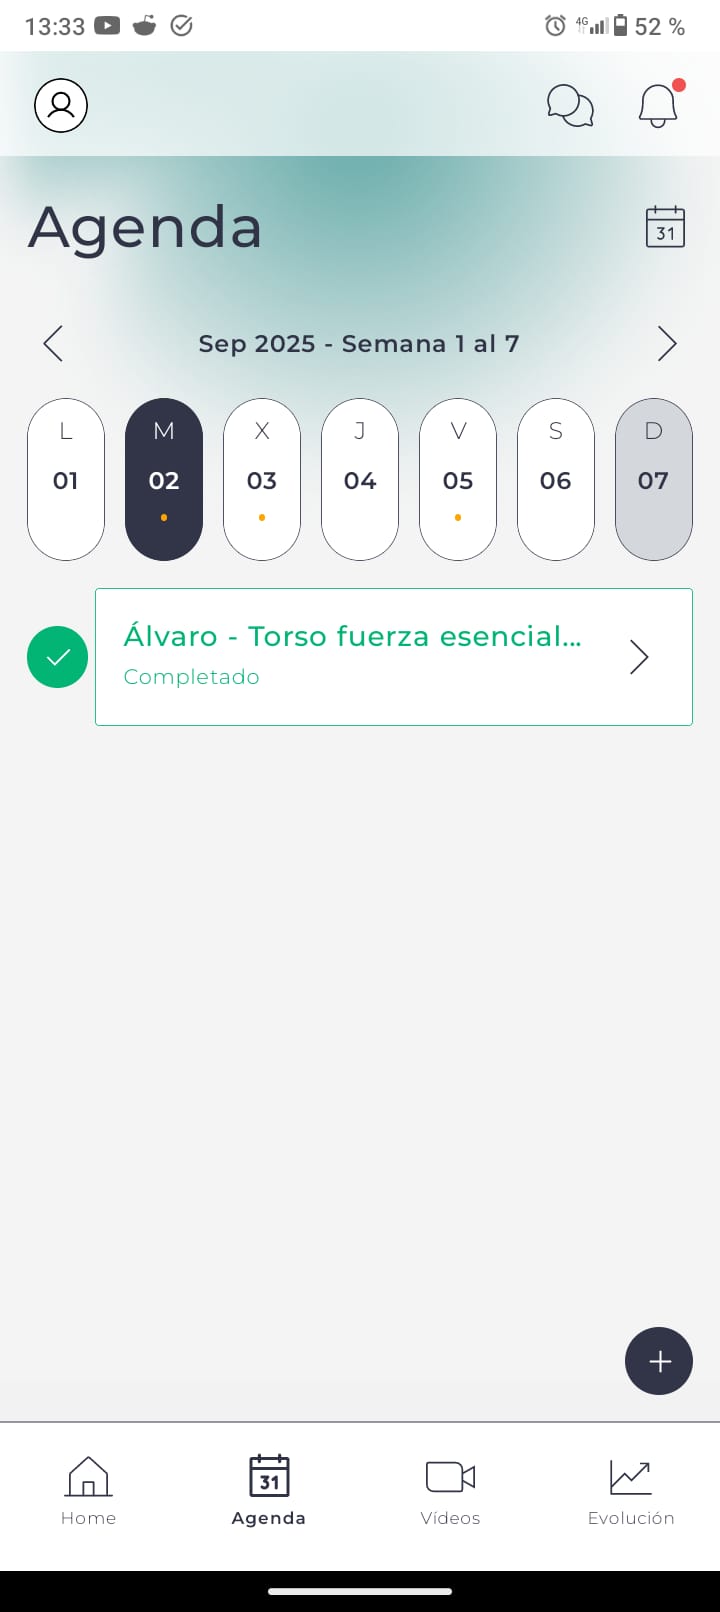 13:33 4G 52 %
Agenda
31
Sep 2025 - Semana 1 al 7
L M X J V S D
01 02 03 04 05 06 07
Álvaro - Torso fuerza esencial...
Completado
+
31
Home Agenda Vídeos Evolución